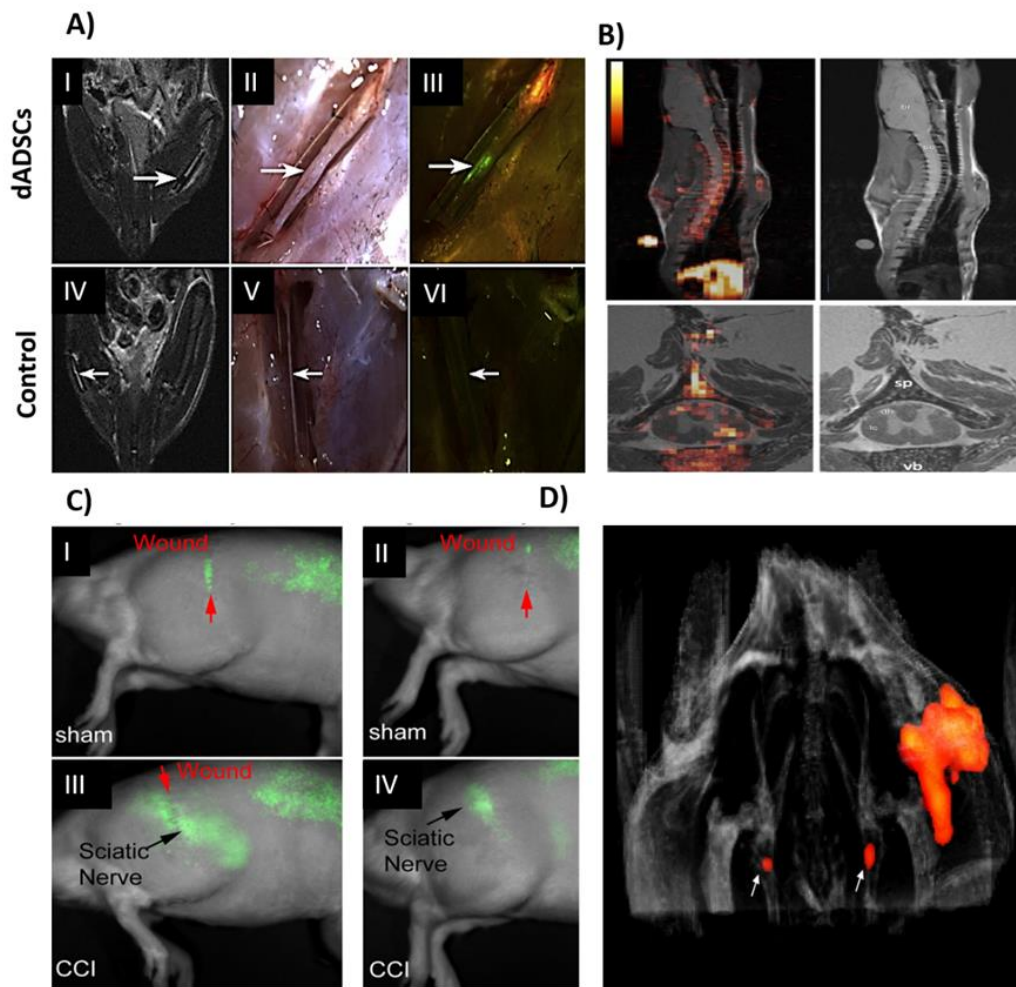 A)
B)
dADSCs
I
II
III
Control
IV
V
VI
sp
vb
C)
D)
I
Wound
sham
II
sham
III
Wound
Sciatic
Nerve
CCI
IV
Sciatic
Nerve
CCI